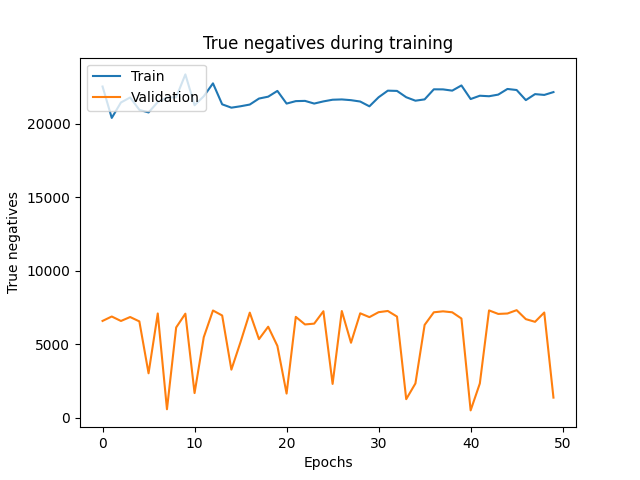 True negatives during training
Train
Validation
True negatives
20000
15000
10000
5000
0
0 10 20 30 40 50
Epochs